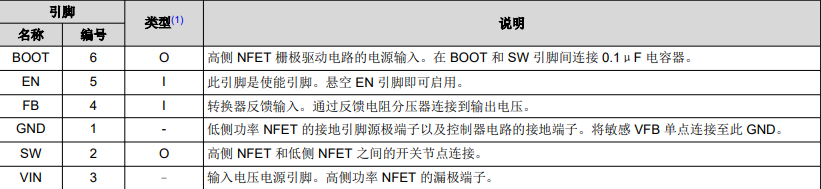 引脚 类型(1) 说明
名称 编号
BOOT 6 O 高侧 NFET 栅极驱动电路的电源输入。在 BOOT 和 SW 引脚间连接 0.1 μF 电容器。
EN 5 I 此引脚是使能引脚。悬空 EN 引脚即可启用。
FB 4 I 转换器反馈输入。通过反馈电阻分压器连接到输出电压。
GND 1 - 低侧功率 NFET 的接地引脚源极端子以及控制器电路的接地端子。将敏感 VFB 单点连接至此 GND。
SW 2 O 高侧 NFET 和低侧 NFET 之间的开关节点连接。
VIN 3 – 输入电压电源引脚。高侧功率 NFET 的漏极端子。